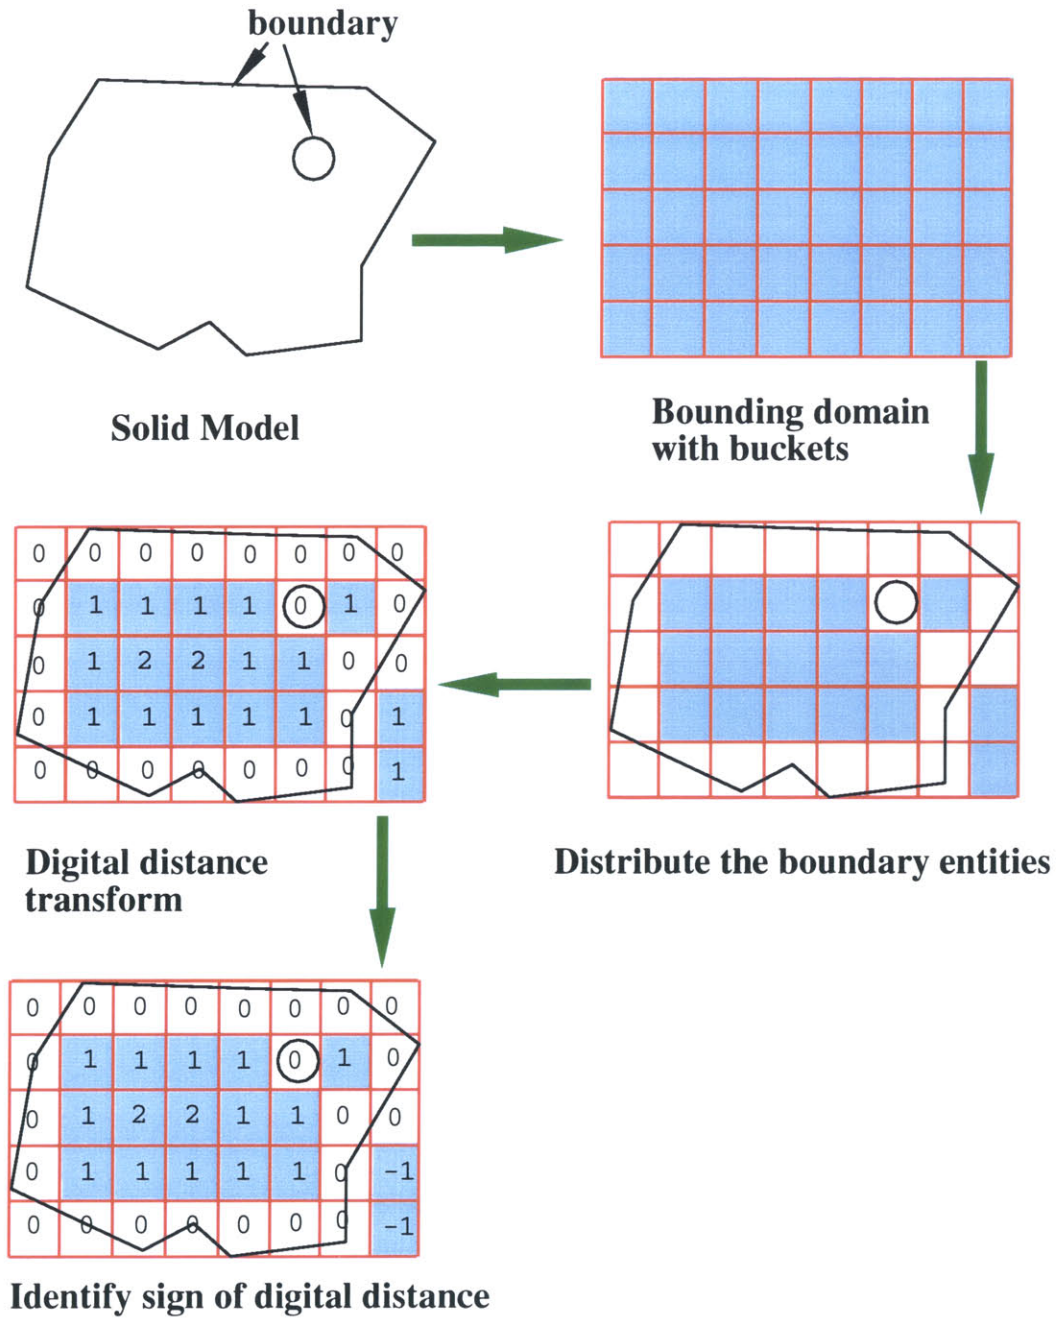 boundary
Solid Model
Bounding domain
with buckets
0 0 0 0 0 0 0 0
0 1 1 1 1 0 1 0
0 1 2 2 1 1 0 0
0 1 1 1 1 1 0 1
0 0 0 0 0 0 0 1
Digital distance
transform
Distribute the boundary entities
0 0 0 0 0 0 0 0
0 1 1 1 1 0 1 0
0 1 2 2 1 1 0 0
0 1 1 1 1 1 0 -1
0 0 0 0 0 0 0 -1
Identify sign of digital distance